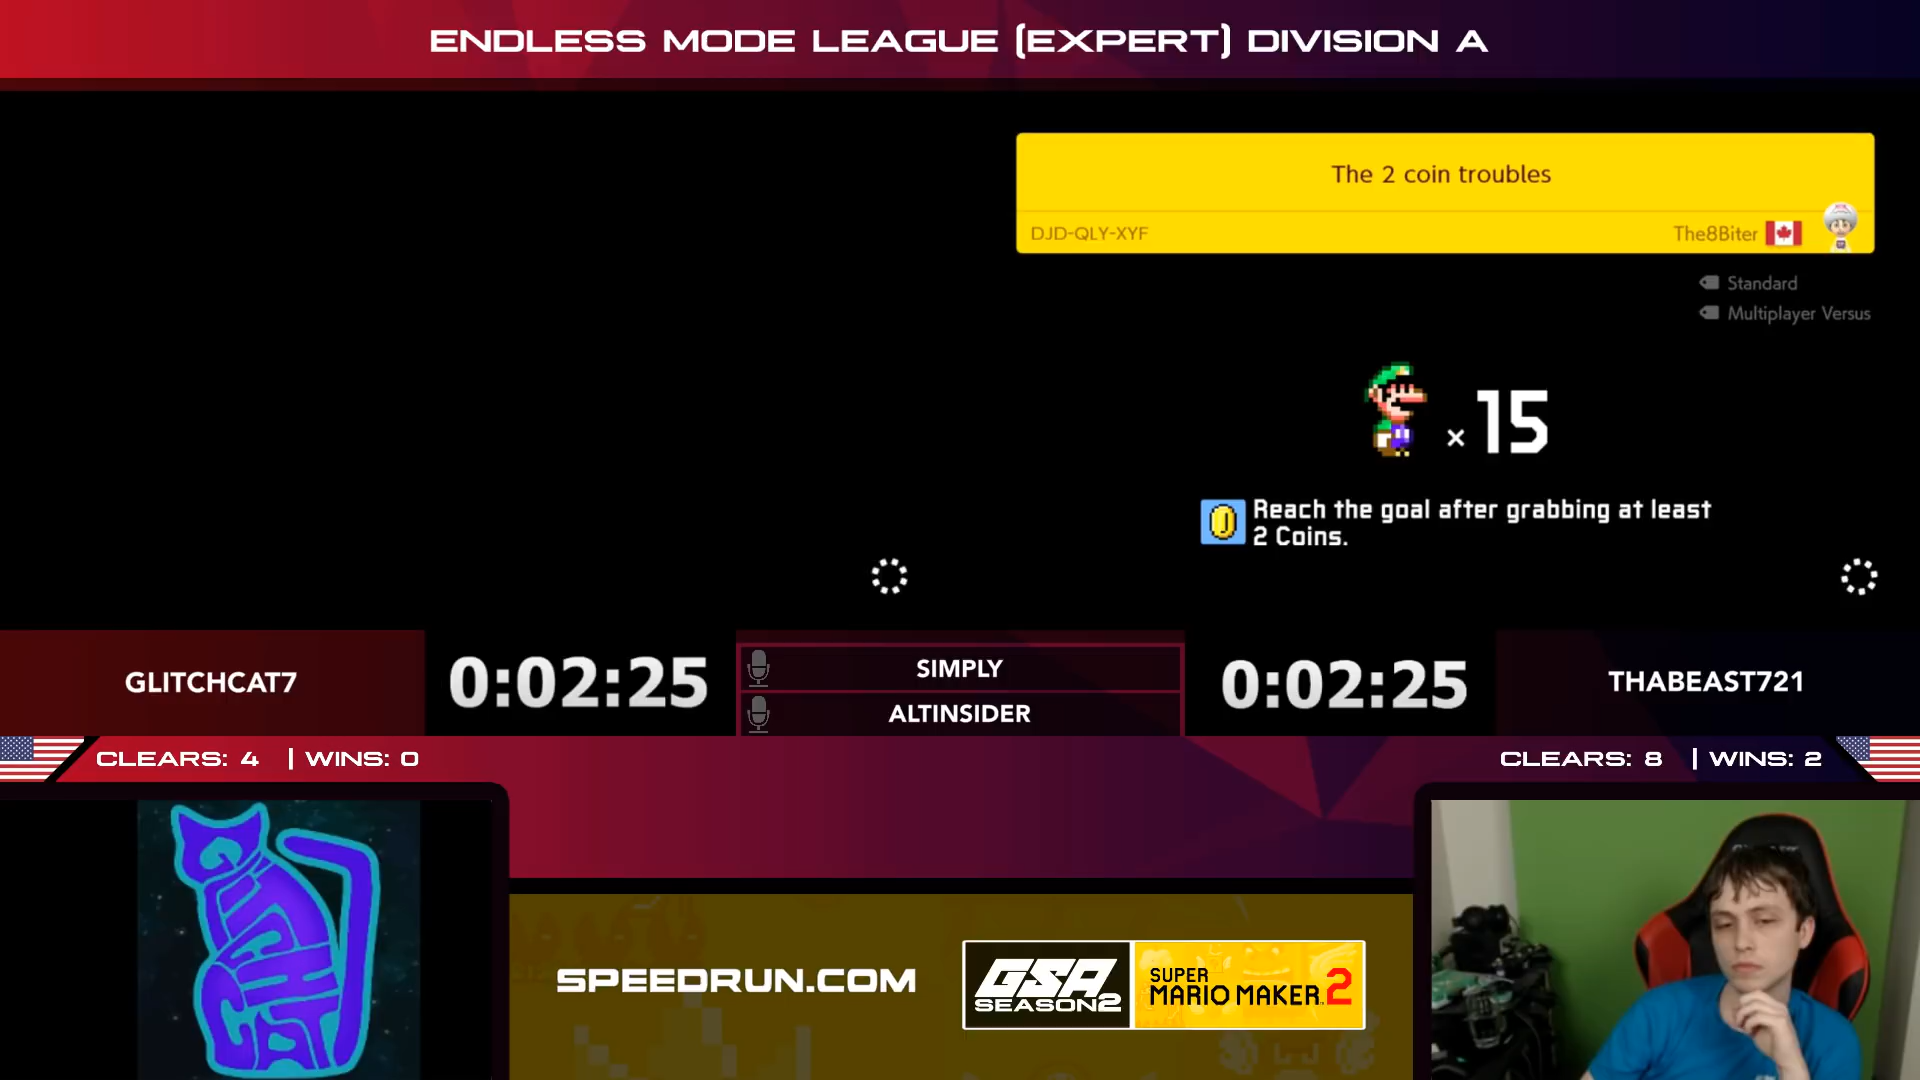 ENDLESS MODE LEAGUE (EXPERT) DIVISION A
The 2 coin troubles
DJD-QLY-XYF
The8Biter
Standard
Multiplayer Versus
× 15
Reach the goal after grabbing at least
2 Coins.
GLITCHCAT7
0:02:25
SIMPLY
ALTINSIDER
0:02:25
THABEAST721
CLEARS: 4 | WINS: 0
CLEARS: 8 | WINS: 2
GLITCH
CAT
SPEEDRUN.COM
GSA
SEASON2
SUPER
MARIO MAKER 2